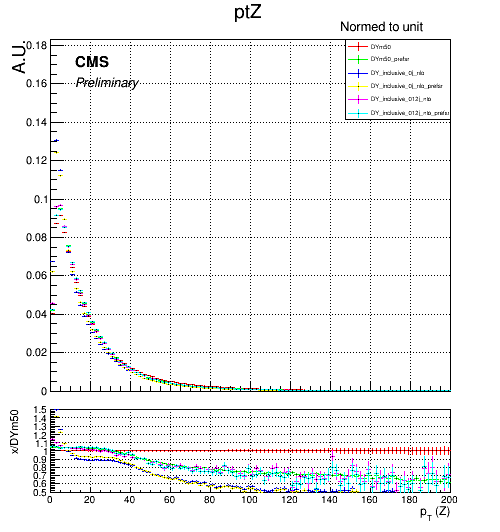 ptZ
Normed to unit
A.U.
CMS
Preliminary
DYm50
DYm50_prefsr
DY_inclusive_0j_nlo
DY_inclusive_0j_nlo_prefsr
DY_inclusive_012j_nlo
DY_inclusive_012j_nlo_prefsr
0.18
0.16
0.14
0.12
0.1
0.08
0.06
0.04
0.02
0
x/DYm50
1.5
1.4
1.3
1.2
1.1
1
0.9
0.8
0.7
0.6
0.5
0 20 40 60 80 100 120 140 160 180 200
p_T (Z)